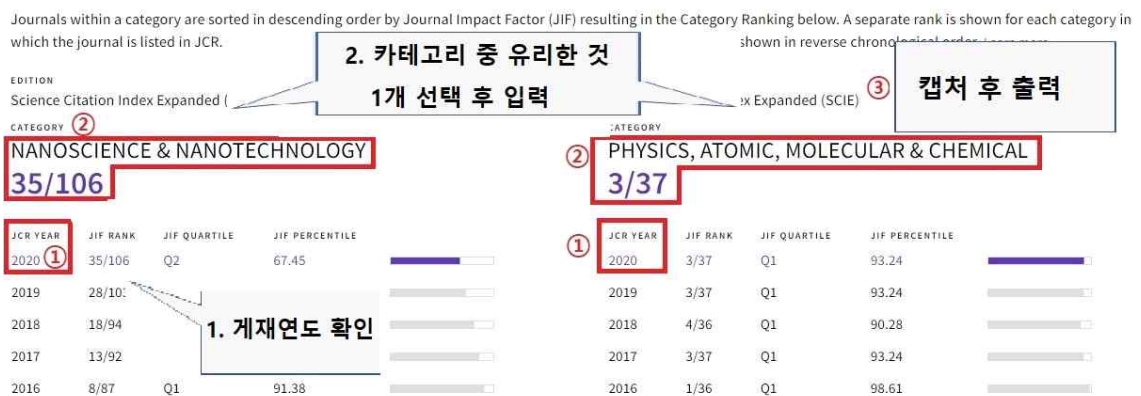 Journals within a category are sorted in descending order by Journal Impact Factor (JIF) resulting in the Category Ranking below. A separate rank is shown for each category in
which the journal is listed in JCR.
shown in reverse
2. 카테고리 중 유리한 것
1개 선택 후 입력
③ 캡처 후 출력
EDITION
Science Citation Index Expanded (
Expanded (SCIE)
CATEGORY ②
NANOSCIENCE & NANOTECHNOLOGY
35/106
JCR YEAR JIF RANK JIF QUARTILE JIF PERCENTILE
2020 ① 35/106 Q2 67.45
2019
2018 18/94
2017 13/92
2016 8/87 Q1 91.38
1. 게재연도 확인
CATEGORY
② PHYSICS, ATOMIC, MOLECULAR & CHEMICAL
3/37
JCR YEAR JIF RANK JIF QUARTILE JIF PERCENTILE
① 2020 3/37 Q1 93.24
2019 3/37 Q1 93.24
2018 4/36 Q1 90.28
2017 3/37 Q1 93.24
2016 1/36 Q1 98.61